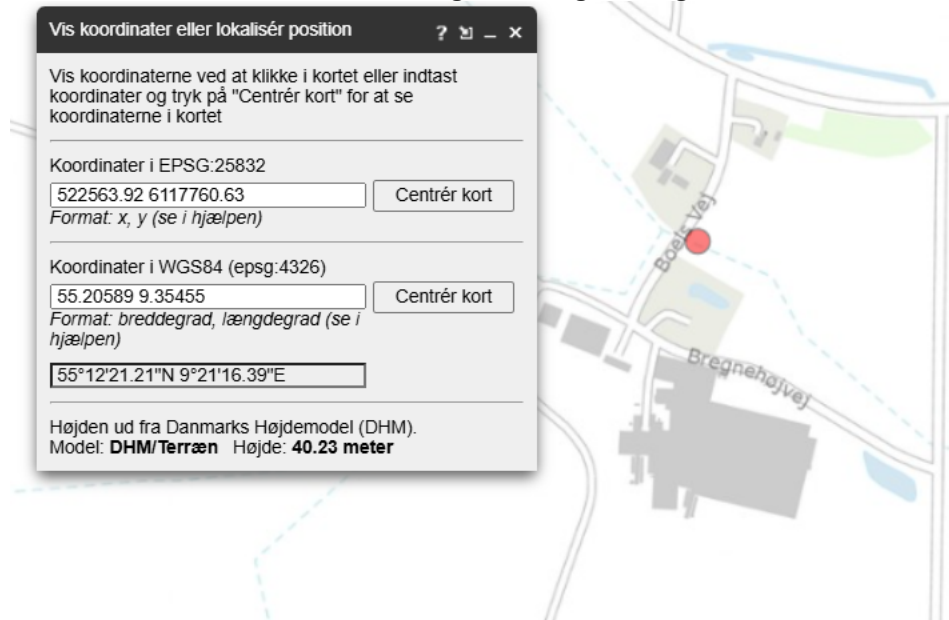 Vis koordinater eller lokalisér position
?
Vis koordinaterne ved at klikke i kortet eller indtast
koordinater og tryk på "Centrér kort" for at se
koordinaterne i kortet
Koordinater i EPSG:25832
522563.92 6117760.63 Centrér kort
Format: x, y (se i hjælpen)
Koordinater i WGS84 (epsg:4326)
55.20589 9.35455 Centrér kort
Format: breddegrad, længdegrad (se i
hjælpen)
55°12'21.21"N 9°21'16.39"E
Højden ud fra Danmarks Højdemodel (DHM).
Model: DHM/Terræn Højde: 40.23 meter
Boels Vej
Bregnehøjvej